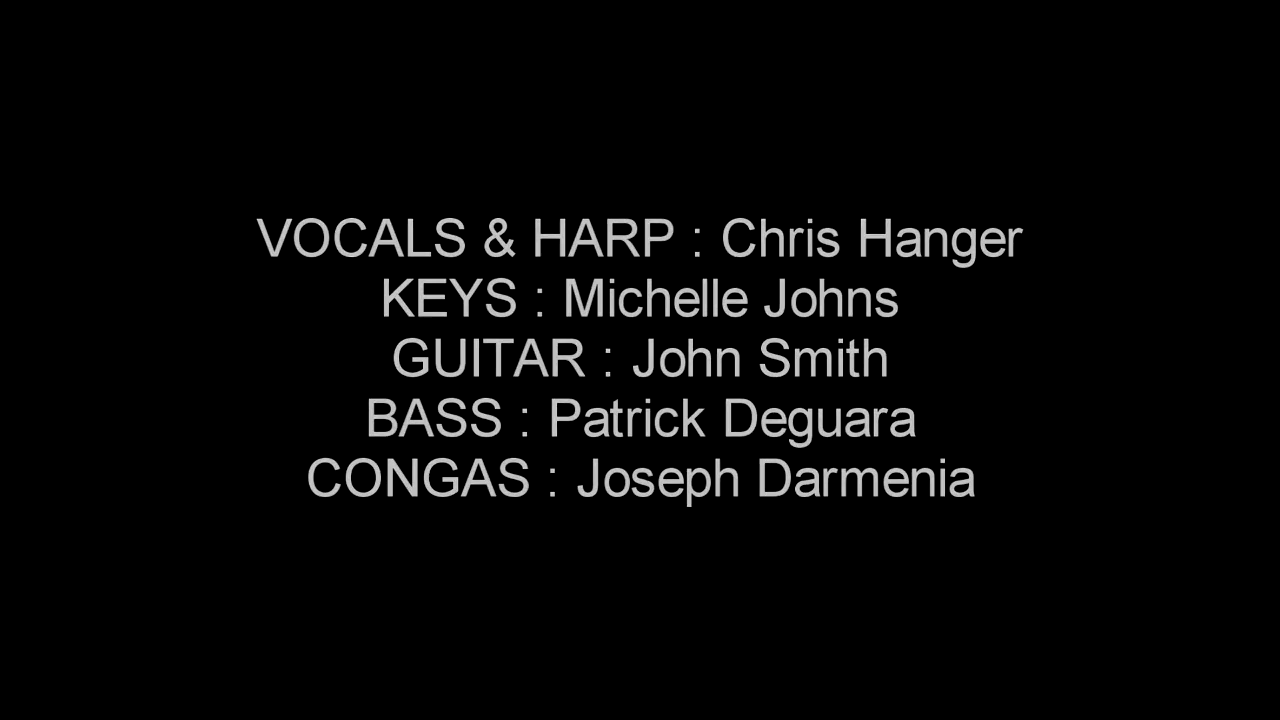 VOCALS & HARP : Chris Hanger
KEYS : Michelle Johns
GUITAR : John Smith
BASS : Patrick Deguara
CONGAS : Joseph Darmenia